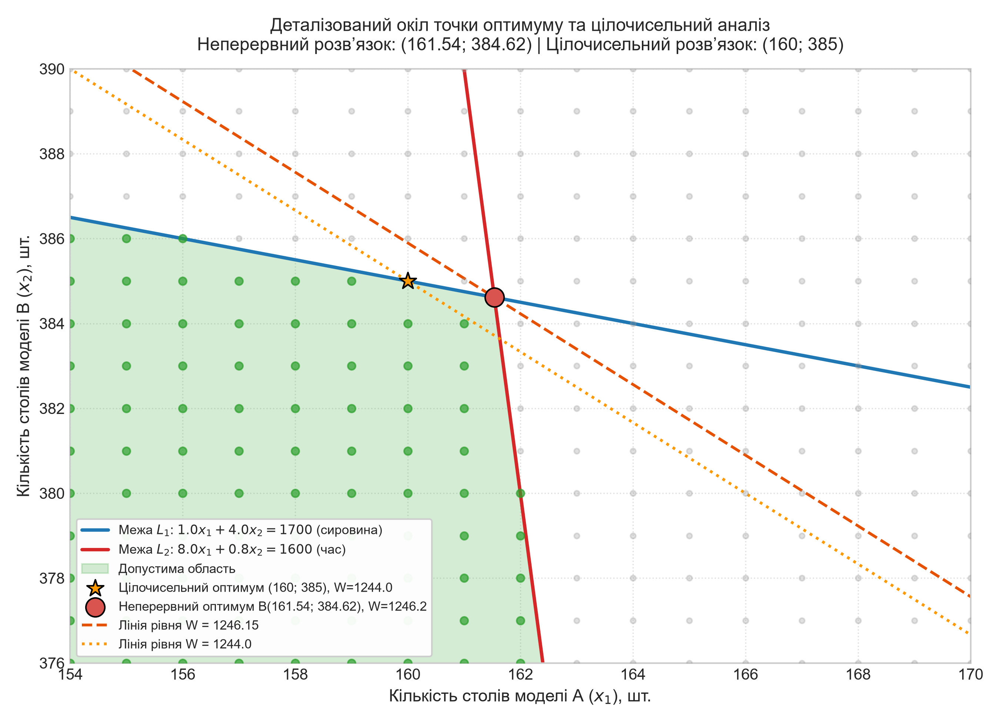 Деталізований окіл точки оптимуму та цілочисельний аналіз
Неперервний розв’язок: (161.54; 384.62) | Цілочисельний розв’язок: (160; 385)
390
388
386
384
382
380
378
376
Кількість столів моделі B (x₂), шт.
Межа L₁: 1.0x₁ + 4.0x₂ = 1700 (сировина)
Межа L₂: 8.0x₁ + 0.8x₂ = 1600 (час)
Допустима область
Цілочисельний оптимум (160; 385), W=1244.0
Неперервний оптимум B(161.54; 384.62), W=1246.2
Лінія рівня W = 1246.15
Лінія рівня W = 1244.0
154 156 158 160 162 164 166 168 170
Кількість столів моделі A (x₁), шт.